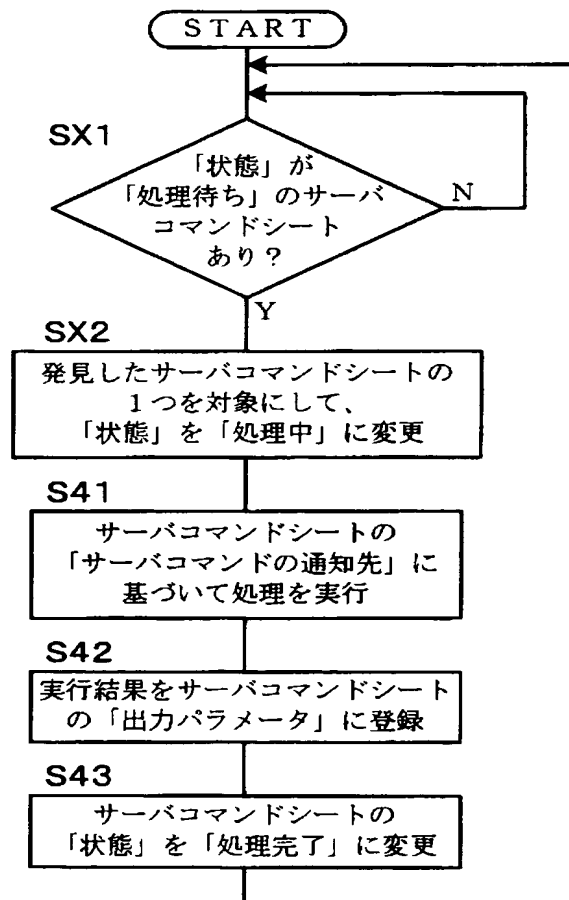 START
SX1
「状態」が
「処理待ち」のサーバ
コマンドシート
あり?
N
Y
SX2
発見したサーバコマンドシートの
1つを対象にして、
「状態」を「処理中」に変更
S41
サーバコマンドシートの
「サーバコマンドの通知先」に
基づいて処理を実行
S42
実行結果をサーバコマンドシート
の「出力パラメータ」に登録
S43
サーバコマンドシートの
「状態」を「処理完了」に変更